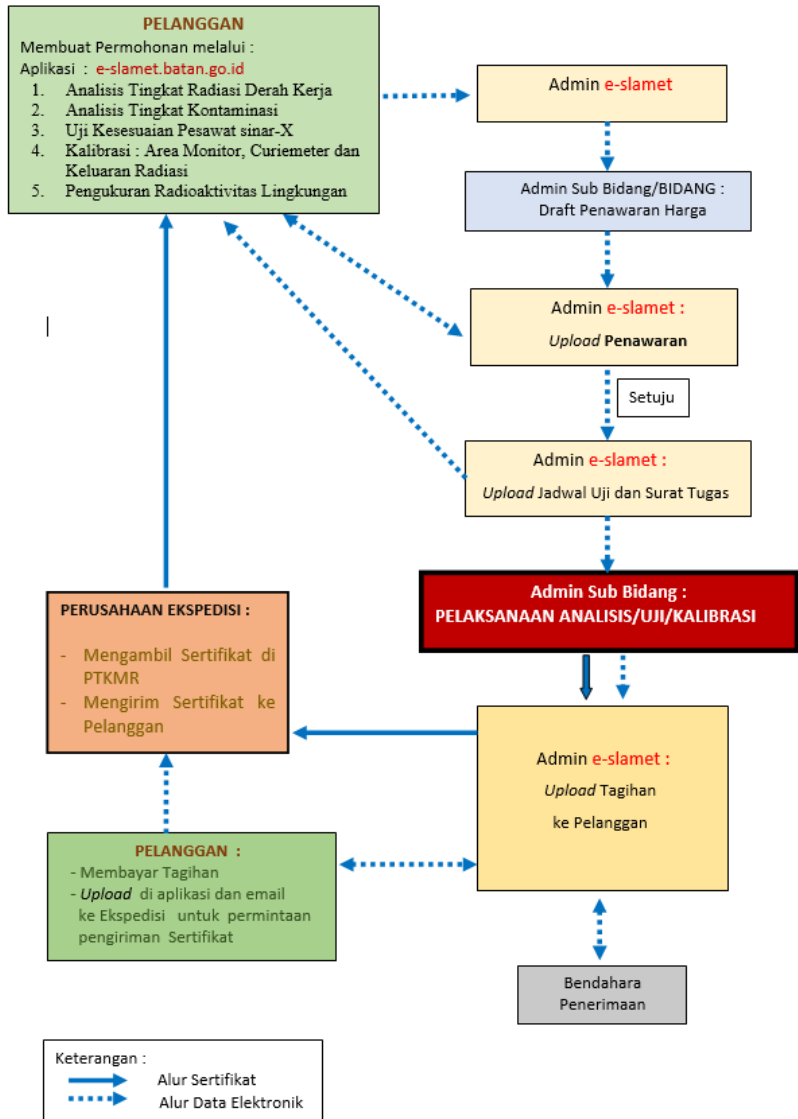 PELANGGAN
Membuat Permohonan melalui :
Aplikasi : e-slamet.batan.go.id
1. Analisis Tingkat Radiasi Derah Kerja
2. Analisis Tingkat Kontaminasi
3. Uji Kesesuaian Pesawat sinar-X
4. Kalibrasi : Area Monitor, Curiemeter dan
Keluaran Radiasi
5. Pengukuran Radioaktivitas Lingkungan
Admin e-slamet
Admin Sub Bidang/BIDANG :
Draft Penawaran Harga
Admin e-slamet :
Upload Penawaran
Setuju
Admin e-slamet :
Upload Jadwal Uji dan Surat Tugas
Admin Sub Bidang :
PELAKSANAAN ANALISIS/UJI/KALIBRASI
PERUSAHAAN EKSPEDISI :
- Mengambil Sertifikat di
PTKMR
- Mengirim Sertifikat ke
Pelanggan
Admin e-slamet :
Upload Tagihan
ke Pelanggan
PELANGGAN :
- Membayar Tagihan
- Upload di aplikasi dan email
ke Ekspedisi untuk permintaan
pengiriman Sertifikat
Bendahara
Penerimaan
Keterangan :
Alur Sertifikat
Alur Data Elektronik